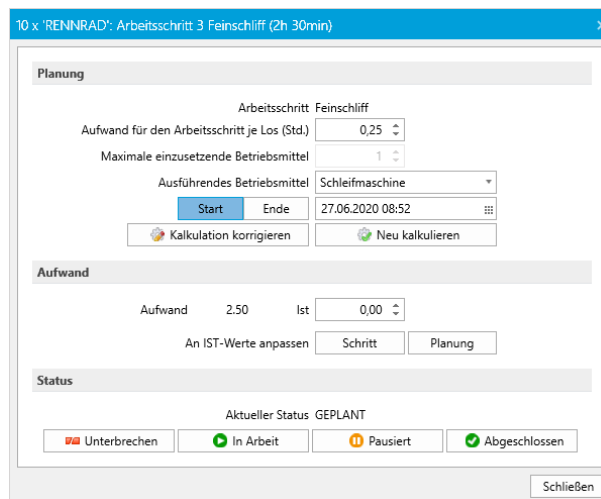 10 x 'RENNRAD': Arbeitsschritt 3 Feinschliff (2h 30min)
Planung
Arbeitsschritt Feinschliff
Aufwand für den Arbeitsschritt je Los (Std.) 0,25
Maximale einzusetzende Betriebsmittel 1
Ausführendes Betriebsmittel Schleifmaschine
Start Ende 27.06.2020 08:52
Kalkulation korrigieren Neu kalkulieren
Aufwand
Aufwand 2.50 Ist 0,00
An IST-Werte anpassen Schritt Planung
Status
Aktueller Status GEPLANT
Unterbrechen In Arbeit Pausiert Abgeschlossen
Schließen